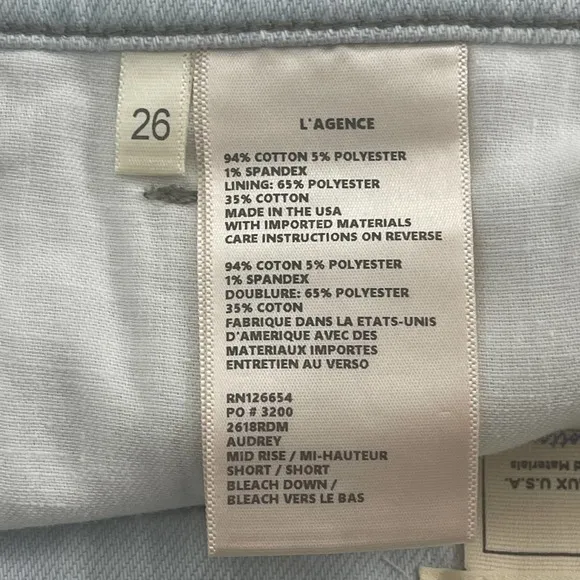 26
L'AGENCE
94% COTTON 5% POLYESTER
1% SPANDEX
LINING: 65% POLYESTER
35% COTTON
MADE IN THE USA
WITH IMPORTED MATERIALS
CARE INSTRUCTIONS ON REVERSE
94% COTON 5% POLYESTER
1% SPANDEX
DOUBLURE: 65% POLYESTER
35% COTON
FABRIQUE DANS LA ETATS-UNIS
D'AMERIQUE AVEC DES
MATERIAUX IMPORTES
ENTRETIEN AU VERSO
RN126654
PO # 3200
2618RDM
AUDREY
MID RISE / MI-HAUTEUR
SHORT / SHORT
BLEACH DOWN /
BLEACH VERS LE BAS
Materials
UX U.S.A.